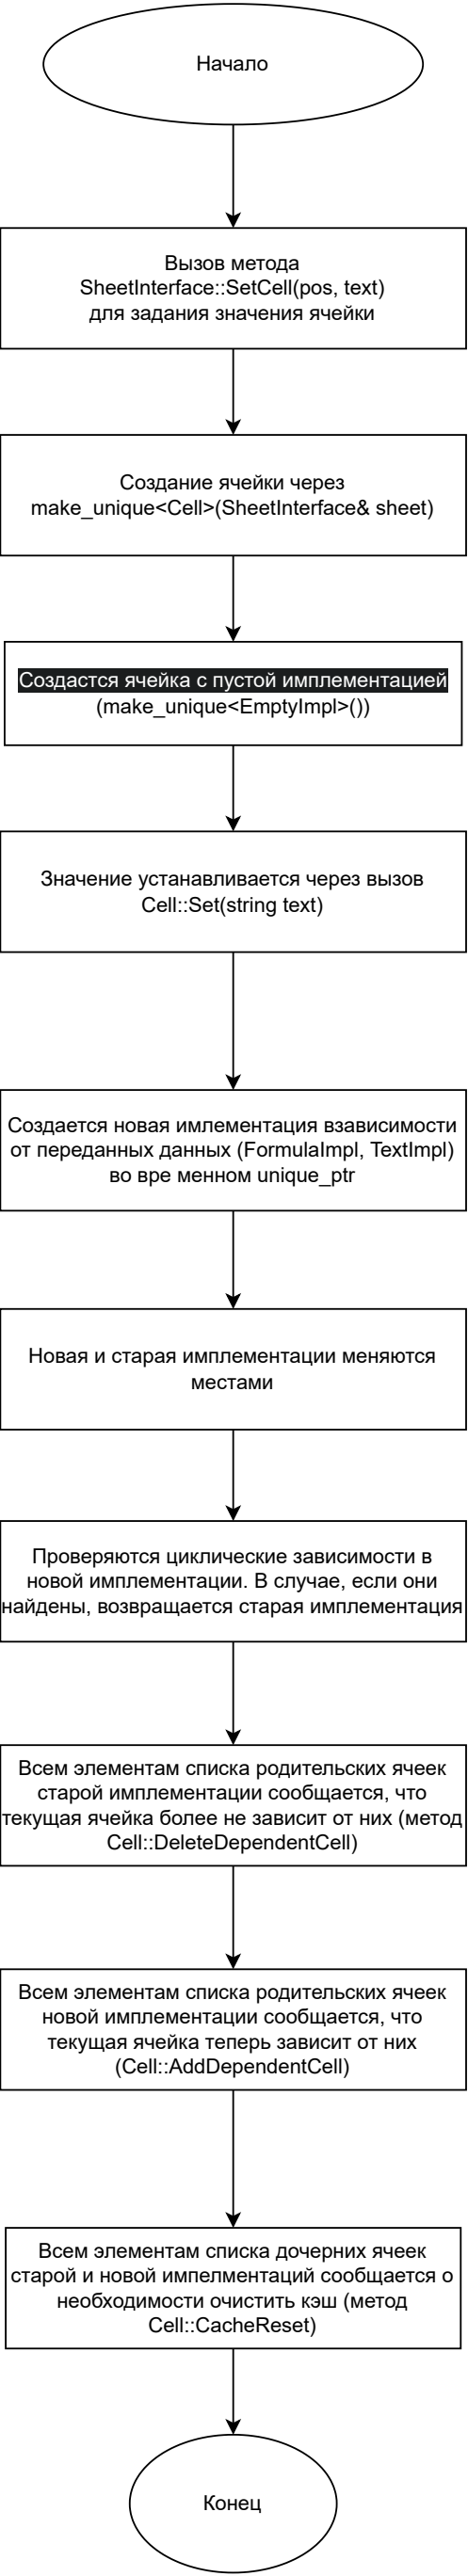 Начало
Вызов метода
SheetInterface::SetCell(pos, text)
для задания значения ячейки
Создание ячейки через
make_unique<Cell>(SheetInterface& sheet)
Создастся ячейка с пустой имплементацией
(make_unique<EmptyImpl>())
Значение устанавливается через вызов
Cell::Set(string text)
Создается новая имлементация взависимости
от переданных данных (FormulaImpl, TextImpl)
во вре менном unique_ptr
Новая и старая имплементации меняются
местами
Проверяются циклические зависимости в
новой имплементации. В случае, если они
найдены, возвращается старая имплементация
Всем элементам списка родительских ячеек
старой имплементации сообщается, что
текущая ячейка более не зависит от них (метод
Cell::DeleteDependentCell)
Всем элементам списка родительских ячеек
новой имплементации сообщается, что
текущая ячейка теперь зависит от них
(Cell::AddDependentCell)
Всем элементам списка дочерних ячеек
старой и новой импелментаций сообщается о
необходимости очистить кэш (метод
Cell::CacheReset)
Конец